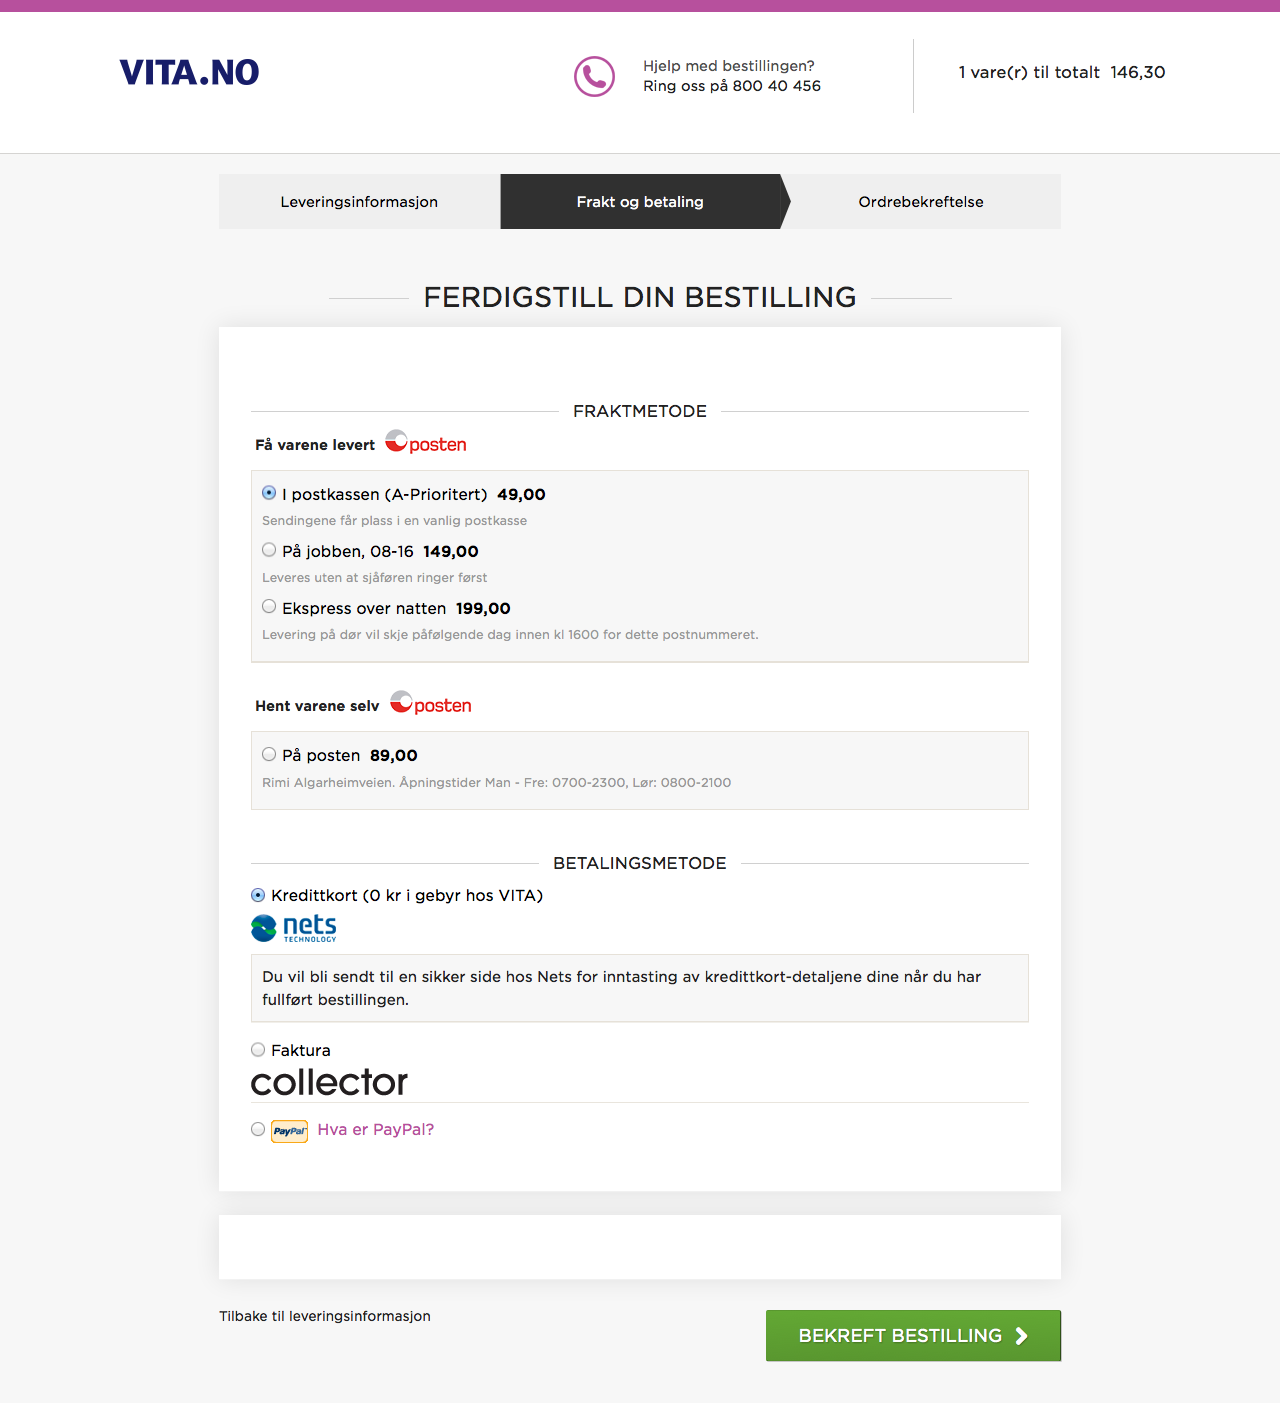 VITA.NO
Hjelp med bestillingen?
Ring oss på 800 40 456
1 vare(r) til totalt 146,30
Leveringsinformasjon
Frakt og betaling
Ordrebekreftelse
FERDIGSTILL DIN BESTILLING
FRAKTMETODE
Få varene levert posten
I postkassen (A-Prioritert) 49,00
Sendingene får plass i en vanlig postkasse
På jobben, 08-16 149,00
Leveres uten at sjåføren ringer først
Ekspress over natten 199,00
Levering på dør vil skje påfølgende dag innen kl 1600 for dette postnummeret.
Hent varene selv posten
På posten 89,00
Rimi Algarheimveien. Åpningstider Man - Fre: 0700-2300, Lør: 0800-2100
BETALINGSMETODE
Kredittkort (0 kr i gebyr hos VITA)
nets
TECHNOLOGY
Du vil bli sendt til en sikker side hos Nets for inntasting av kredittkort-detaljene dine når du har
fullført bestillingen.
Faktura
collector
PayPal Hva er PayPal?
Tilbake til leveringsinformasjon
BEKREFT BESTILLING